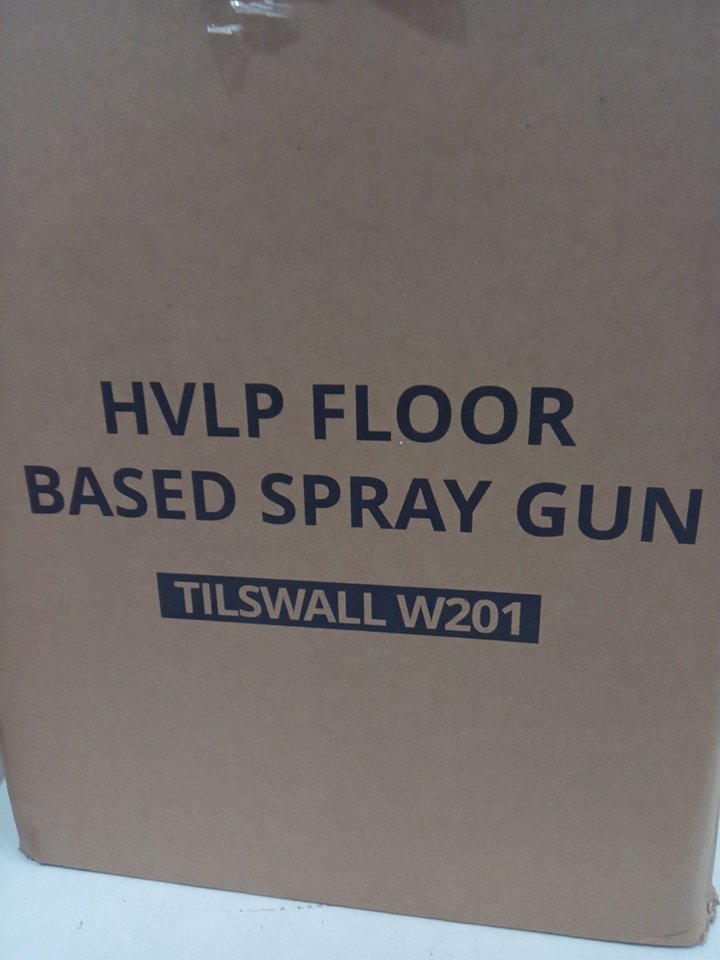 HVLP FLOOR
BASED SPRAY GUN
TILSWALL W201